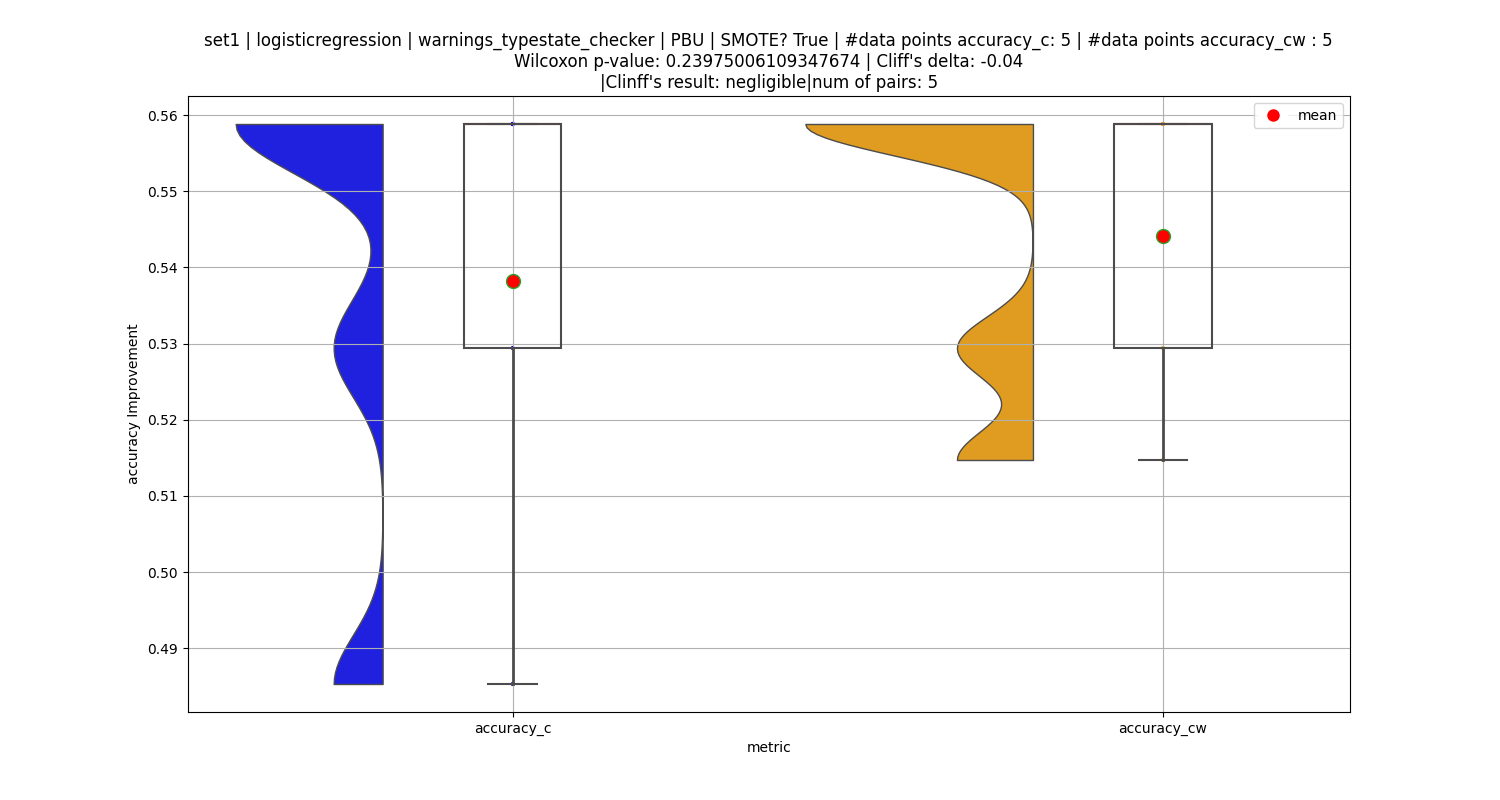 set1 | logisticregression | warnings_typestate_checker | PBU | SMOTE? True | #data points accuracy_c: 5 | #data points accuracy_cw : 5
Wilcoxon p-value: 0.23975006109347674 | Cliff's delta: -0.04
|Clinff's result: negligible|num of pairs: 5
mean
0.56
0.55
0.54
0.53
0.52
0.51
0.50
0.49
accuracy Improvement
accuracy_c
accuracy_cw
metric